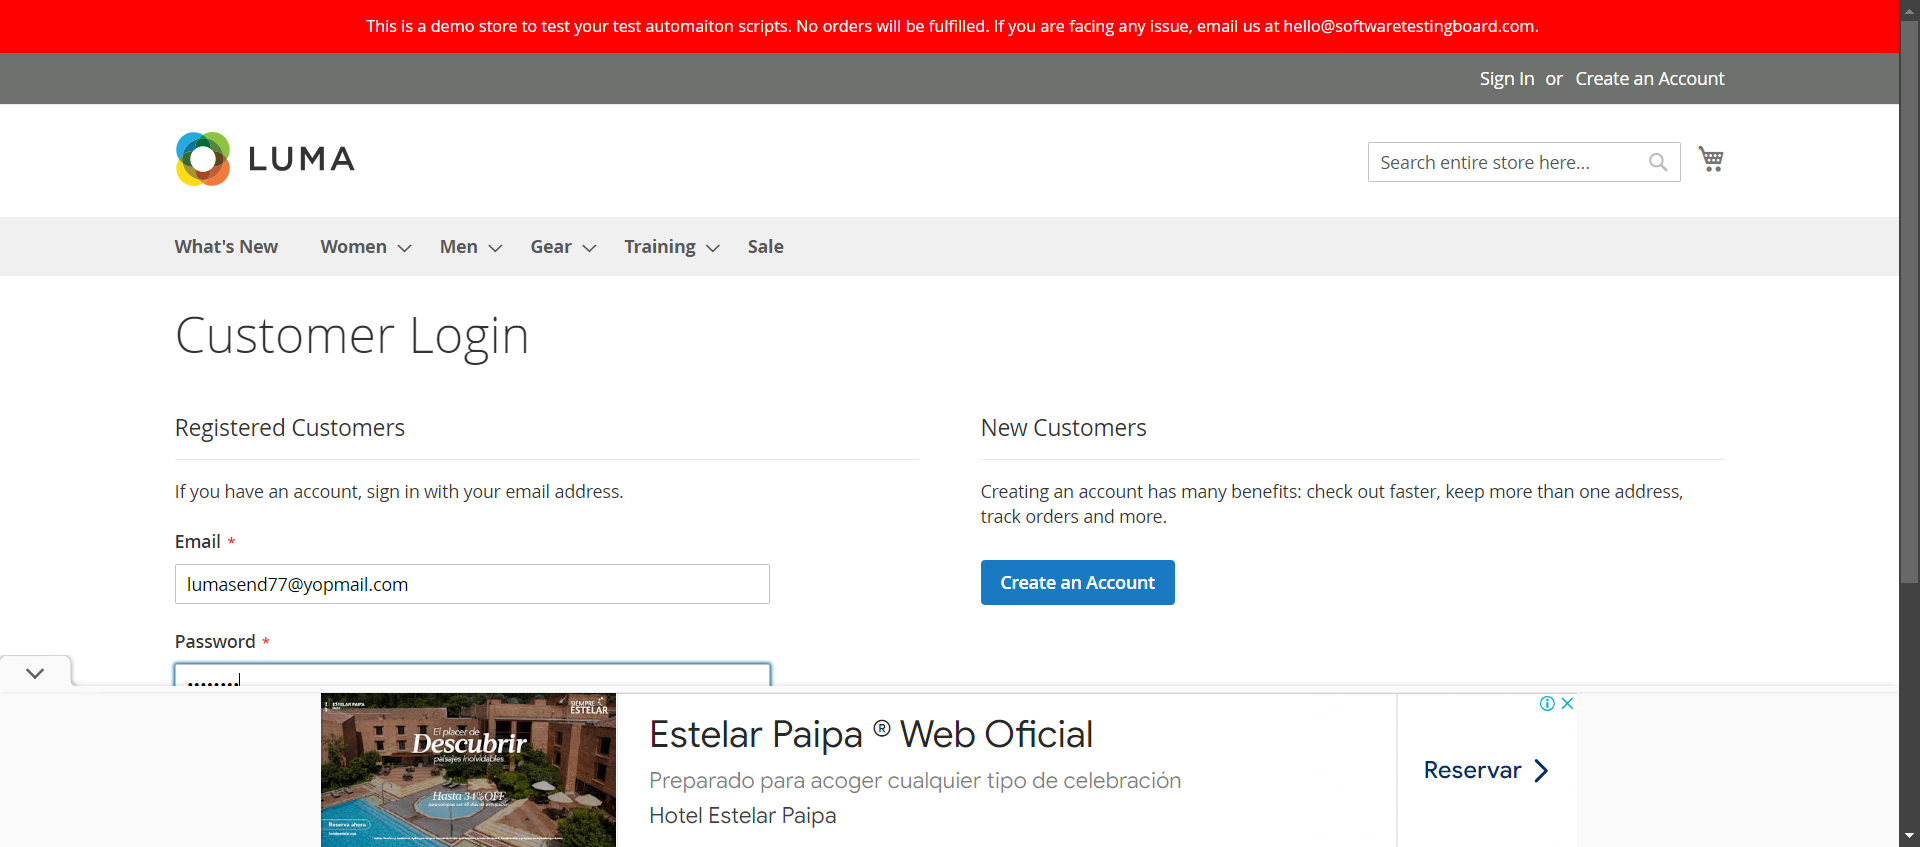 This is a demo store to test your test automaiton scripts. No orders will be fulfilled. If you are facing any issue, email us at hello@softwaretestingboard.com.
Sign In or Create an Account
LUMA
Search entire store here...
What's New Women Men Gear Training Sale
Customer Login
Registered Customers
If you have an account, sign in with your email address.
Email *
lumasend77@yopmail.com
Password *
New Customers
Creating an account has many benefits: check out faster, keep more than one address,
track orders and more.
Create an Account
ESTELAR PAIPA
SIEMPRE
ESTELAR
El placer de
Descubrir
paisajes inolvidables
Hasta 34%OFF
Reserva ahora
Estelar Paipa ® Web Oficial
Preparado para acoger cualquier tipo de celebración
Hotel Estelar Paipa
Reservar